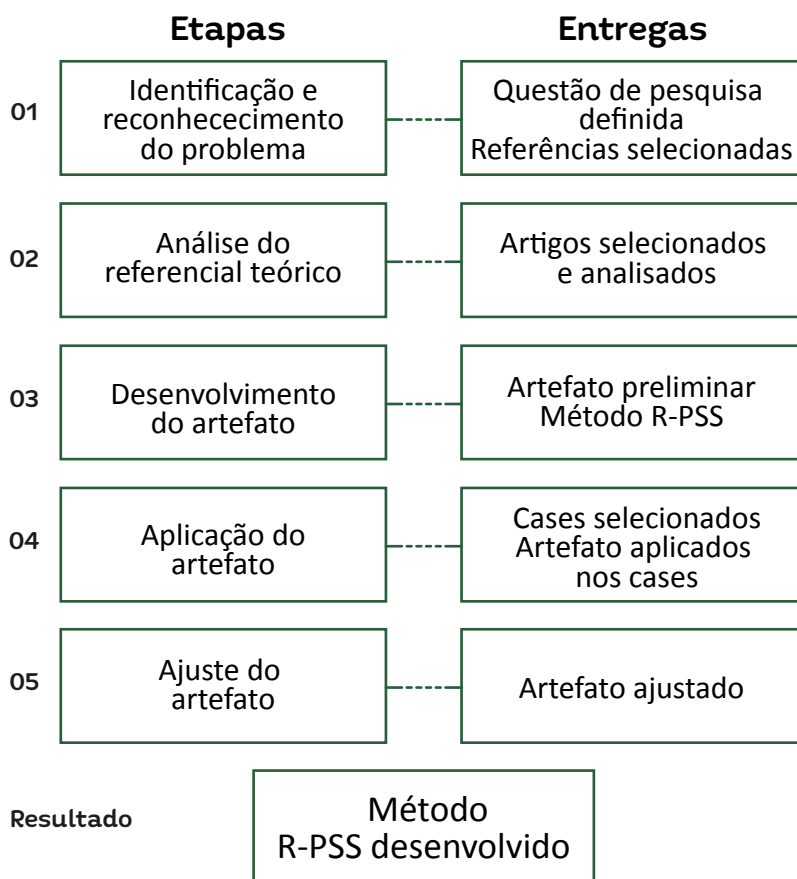 Etapas
Entregas
01
Identificação e
reconhececimento
do problema
Questão de pesquisa
definida
Referências selecionadas
02
Análise do
referencial teórico
Artigos selecionados
e analisados
03
Desenvolvimento
do artefato
Artefato preliminar
Método R-PSS
04
Aplicação do
artefato
Cases selecionados
Artefato aplicados
nos cases
05
Ajuste do
artefato
Artefato ajustado
Resultado
Método
R-PSS desenvolvido